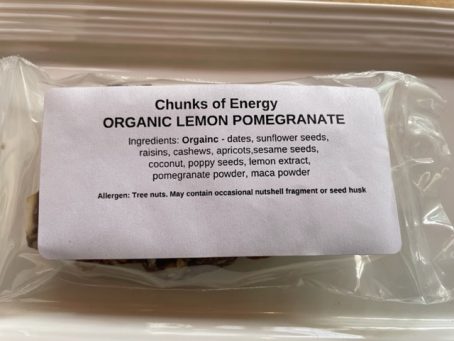 Chunks of Energy
ORGANIC LEMON POMEGRANATE
Ingredients: Orgainc - dates, sunflower seeds,
raisins, cashews, apricots,sesame seeds,
coconut, poppy seeds, lemon extract,
pomegranate powder, maca powder
Allergen: Tree nuts. May contain occasional nutshell fragment or seed husk